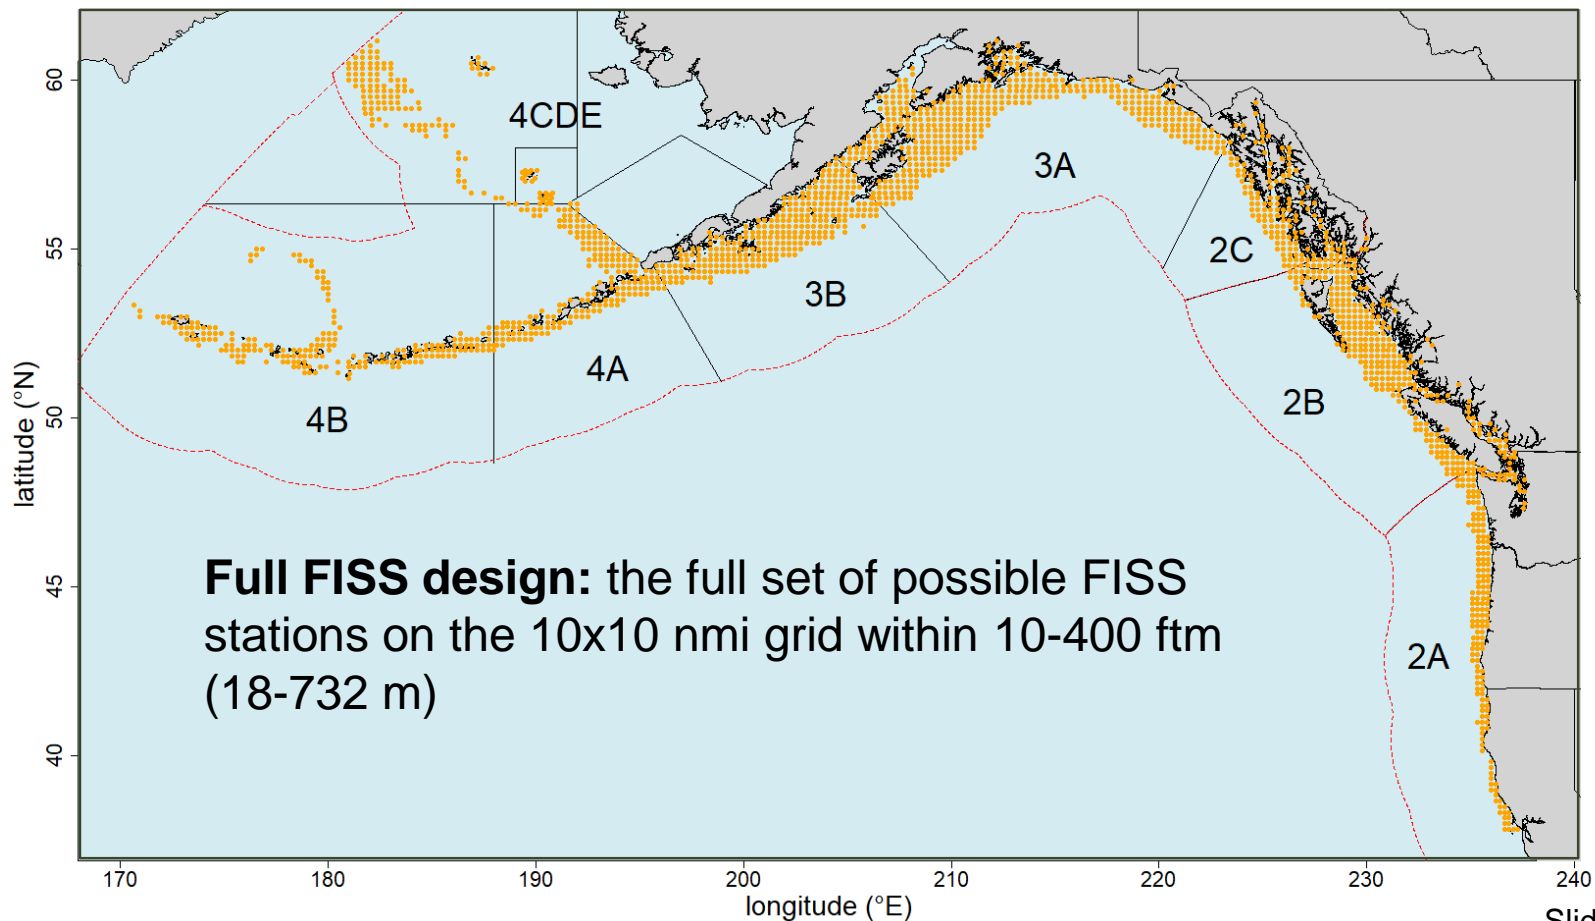 60
55
50
45
40
latitude (°N)
4CDE
3A
2C
3B
4A
2B
4B
2A
Full FISS design: the full set of possible FISS
stations on the 10x10 nmi grid within 10-400 ftm
(18-732 m)
170
180
190
200
210
220
230
240
longitude (°E)
Slid